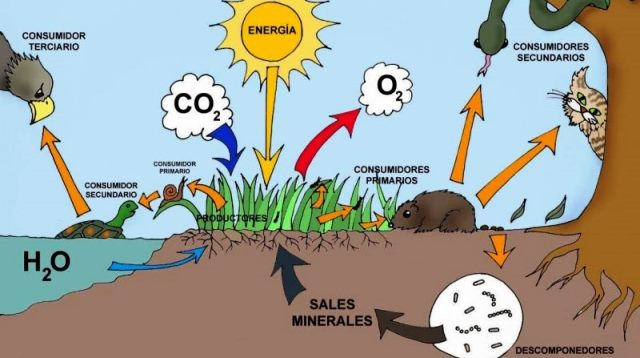 CONSUMIDOR
TERCIARIO
ENERGÍA
CONSUMIDORES
SECUNDARIOS
CO2
O2
CONSUMIDOR
PRIMARIO
CONSUMIDORES
PRIMARIOS
CONSUMIDOR
SECUNDARIO
PRODUCTORES
H2O
SALES
MINERALES
DESCOMPONEDORES